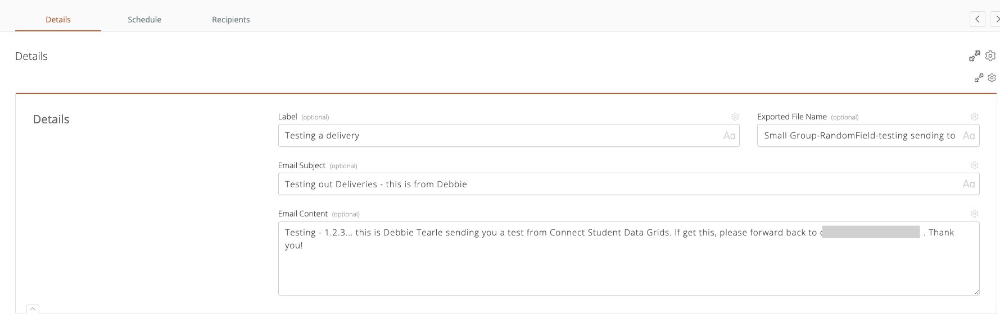 Details Schedule Recipients
Details
Details
Label (optional)
Testing a delivery Aa
Exported File Name (optional)
Small Group-RandomField-testing sending to Aa
Email Subject (optional)
Testing out Deliveries - this is from Debbie Aa
Email Content (optional)
Testing - 1.2.3... this is Debbie Tearle sending you a test from Connect Student Data Grids. If get this, please forward back to . Thank
you!